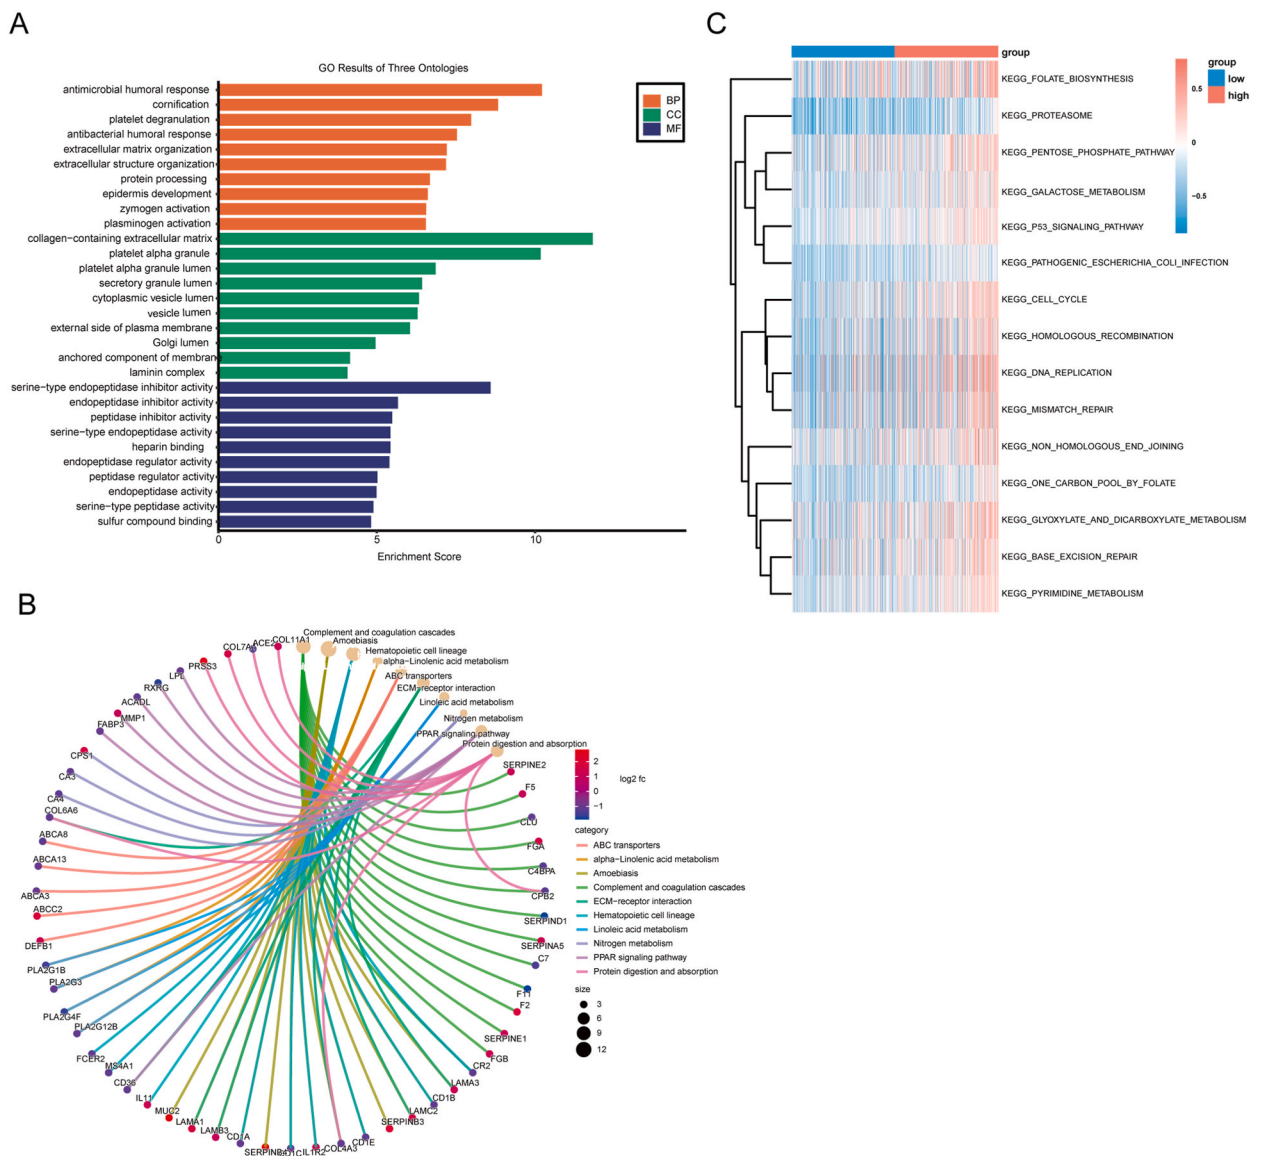 A
GO Results of Three Ontologies
antimicrobial humoral response
cornification
platelet degranulation
antibacterial humoral response
extracellular matrix organization
extracellular structure organization
protein processing
epidermis development
zymogen activation
plasminogen activation
collagen−containing extracellular matrix
platelet alpha granule
platelet alpha granule lumen
secretory granule lumen
cytoplasmic vesicle lumen
vesicle lumen
external side of plasma membrane
Golgi lumen
anchored component of membran
laminin complex
serine−type endopeptidase inhibitor activity
endopeptidase inhibitor activity
peptidase inhibitor activity
serine−type endopeptidase activity
heparin binding
endopeptidase regulator activity
peptidase regulator activity
endopeptidase activity
serine−type peptidase activity
sulfur compound binding
0 5 10
Enrichment Score
BP
CC
MF
C
group
KEGG_FOLATE_BIOSYNTHESIS
KEGG_PROTEASOME
KEGG_PENTOSE_PHOSPHATE_PATHWAY
KEGG_GALACTOSE_METABOLISM
KEGG_P53_SIGNALING_PATHWAY
KEGG_PATHOGENIC_ESCHERICHIA_COLI_INFECTION
KEGG_CELL_CYCLE
KEGG_HOMOLOGOUS_RECOMBINATION
KEGG_DNA_REPLICATION
KEGG_MISMATCH_REPAIR
KEGG_NON_HOMOLOGOUS_END_JOINING
KEGG_ONE_CARBON_POOL_BY_FOLATE
KEGG_GLYOXYLATE_AND_DICARBOXYLATE_METABOLISM
KEGG_BASE_EXCISION_REPAIR
KEGG_PYRIMIDINE_METABOLISM
0.5
0
−0.5
group
low
high
B
Complement and coagulation cascades
Amoebiasis
Hematopoietic cell lineage
alpha−Linolenic acid metabolism
ABC transporters
ECM−receptor interaction
Linoleic acid metabolism
Nitrogen metabolism
PPAR signaling pathway
Protein digestion and absorption
SERPINE2
F5
CLU
FGA
C4BPA
CPB2
SERPIND1
SERPINA5
C7
F11
F2
SERPINE1
FGB
CR2
LAMA3
CD1B
LAMC2
SERPINB3
CD1E
COL4A3
IL1R2
CD1A
LAMB3
LAMA1
MUC2
IL11
CD36
MS4A1
FCER2
PLA2G12B
PLA2G4F
PLA2G3
PLA2G1B
DEFB1
ABCC2
ABCA3
ABCA13
ABCA8
COL6A6
CA4
CA3
CPS1
FABP3
MMP1
ACADL
RXRG
LPL
PRSS3
ACE2
COL11A1
2
1
0
−1
log2 fc
category
ABC transporters
alpha−Linolenic acid metabolism
Amoebiasis
Complement and coagulation cascades
ECM−receptor interaction
Hematopoietic cell lineage
Linoleic acid metabolism
Nitrogen metabolism
PPAR signaling pathway
Protein digestion and absorption
size
3
6
9
12